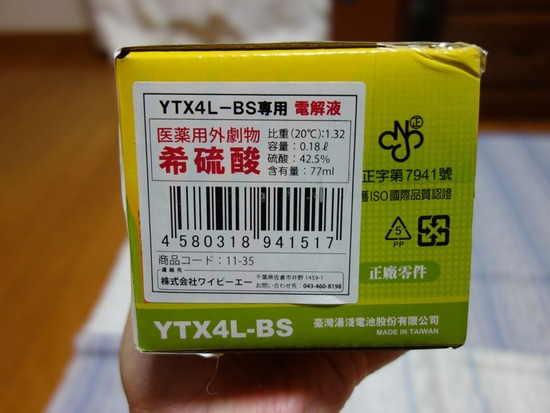 YTX4L-BS専用 電解液
医薬用外劇物
希硫酸
比重(20℃):1.32
容量: 0.18ℓ
硫酸: 42.5%
含有量: 77ml
4 580318 941517
商品コード: 11-35
連絡先
株式会社ワイピーエー
千葉県佐倉市井野 1459-1
お問い合わせ先: 043-460-8198
正
正字第7941號
獲ISO國際品質認證
5
PP
正廠零件
YTX4L-BS
臺灣湯淺電池股份有限公司
MADE IN TAIWAN